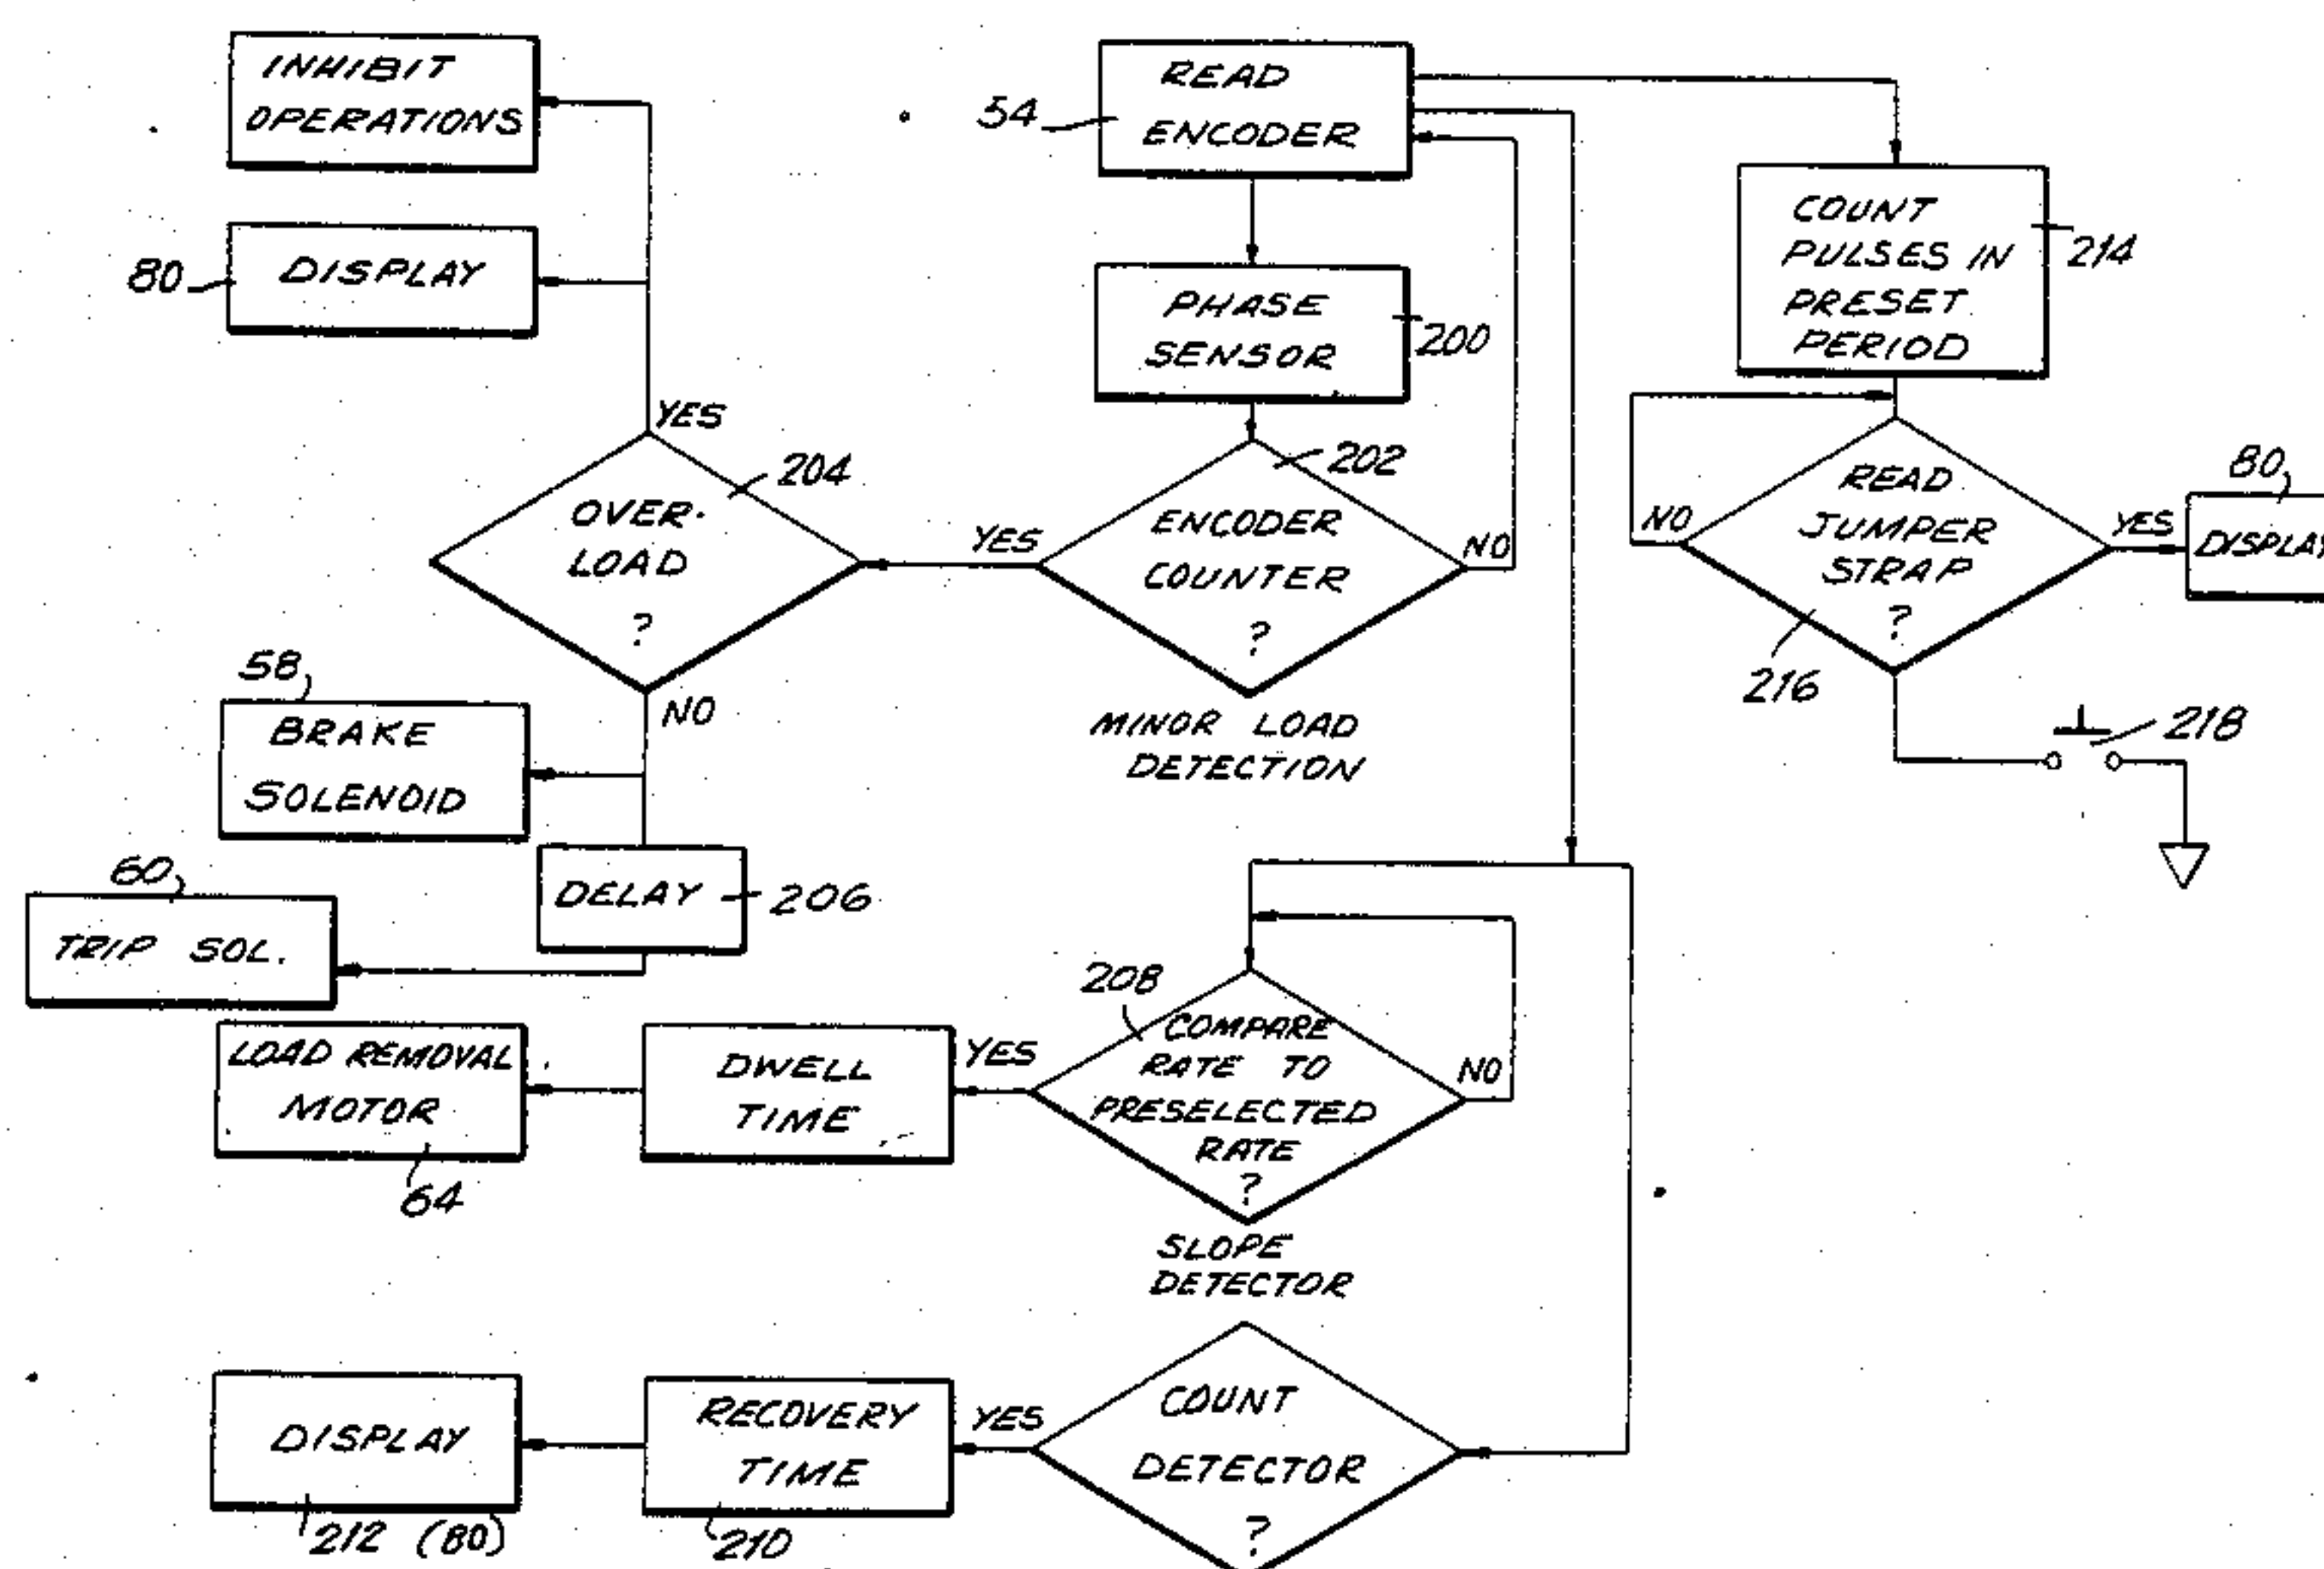 INHIBIT
OPERATIONS
80
DISPLAY
54
READ
ENCODER
PHASE
SENSOR
200
COUNT
PULSES IN
PRESET
PERIOD
214
YES
204
OVER-
LOAD
?
YES
202
ENCODER
COUNTER
?
NO
MINOR LOAD
DETECTION
NO
READ
JUMPER
STRAP
?
216
YES
80
DISPLAY
218
NO
58
BRAKE
SOLENOID
60
TRIP SOL.
DELAY
206
LOAD REMOVAL
MOTOR
64
DWELL
TIME
YES
208
COMPARE
RATE TO
PRESELECTED
RATE
?
NO
SLOPE
DETECTOR
DISPLAY
212 (80)
RECOVERY
TIME
210
YES
COUNT
DETECTOR
?